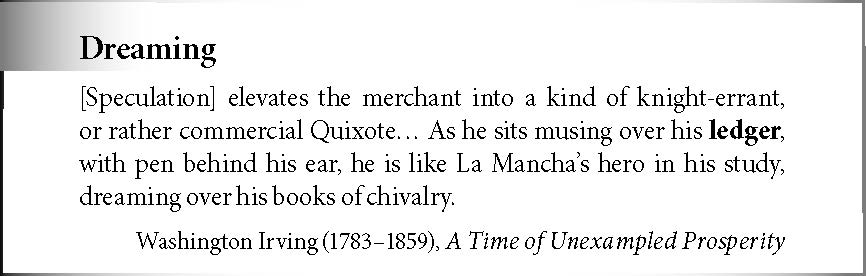 Dreaming
[Speculation] elevates the merchant into a kind of knight-errant,
or rather commercial Quixote… As he sits musing over his ledger,
with pen behind his ear, he is like La Mancha’s hero in his study,
dreaming over his books of chivalry.
Washington Irving (1783–1859), A Time of Unexampled Prosperity